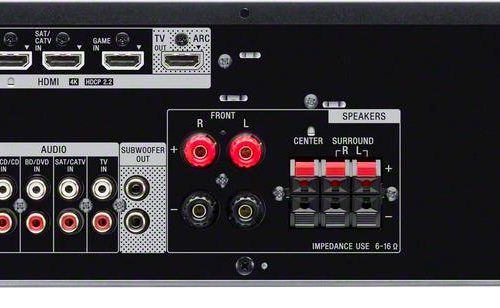 SAT/
CATV
IN
GAME
IN
TV
OUT
ARC
HDMI 4K HDCP 2.2
AUDIO
CD/CD
IN
BD/DVD
IN
SAT/CATV
IN
TV
IN
SUBWOOFER
OUT
SPEAKERS
FRONT
R L
+
−
CENTER
SURROUND
R L
+
−
IMPEDANCE USE 6-16 Ω